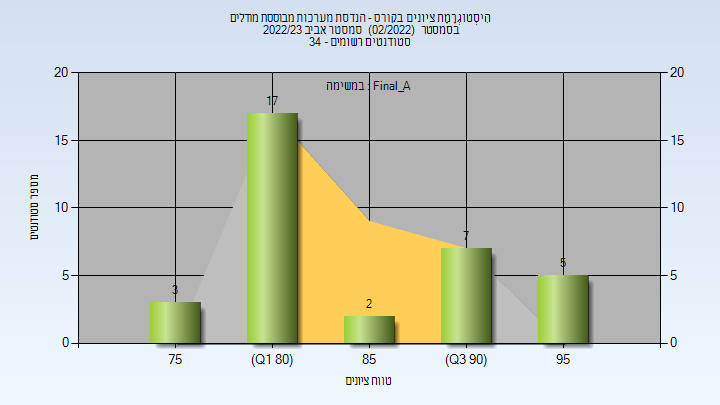 היסטוגרמת ציונים בקורס - הנדסת מערכות מבוססת מודלים
בסמסטר (02/2022) סמסטר אביב 2022/23
סטודנטים רשומים - 34
במשימה : Final_A
20
15
10
5
0
20
15
10
5
0
מספר סטודנטים
3
17
2
7
5
75
(Q1 80)
85
(Q3 90)
95
טווח ציונים